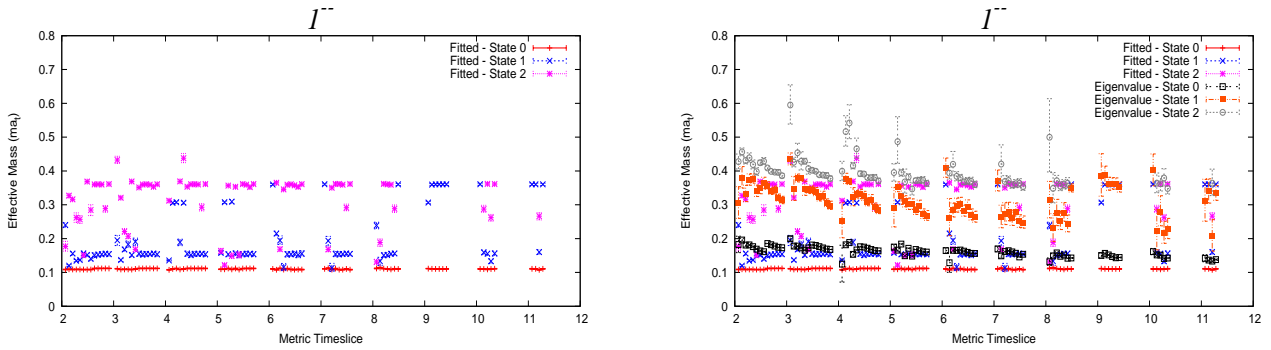 1--
0.8
0.7
0.6
0.5
0.4
0.3
0.2
0.1
0
2 3 4 5 6 7 8 9 10 11 12
Effective Mass (mat)
Metric Timeslice
Fitted - State 0
Fitted - State 1
Fitted - State 2
1--
0.8
0.7
0.6
0.5
0.4
0.3
0.2
0.1
0
2 3 4 5 6 7 8 9 10 11 12
Effective Mass (mat)
Metric Timeslice
Fitted - State 0
Fitted - State 1
Fitted - State 2
Eigenvalue - State 0
Eigenvalue - State 1
Eigenvalue - State 2